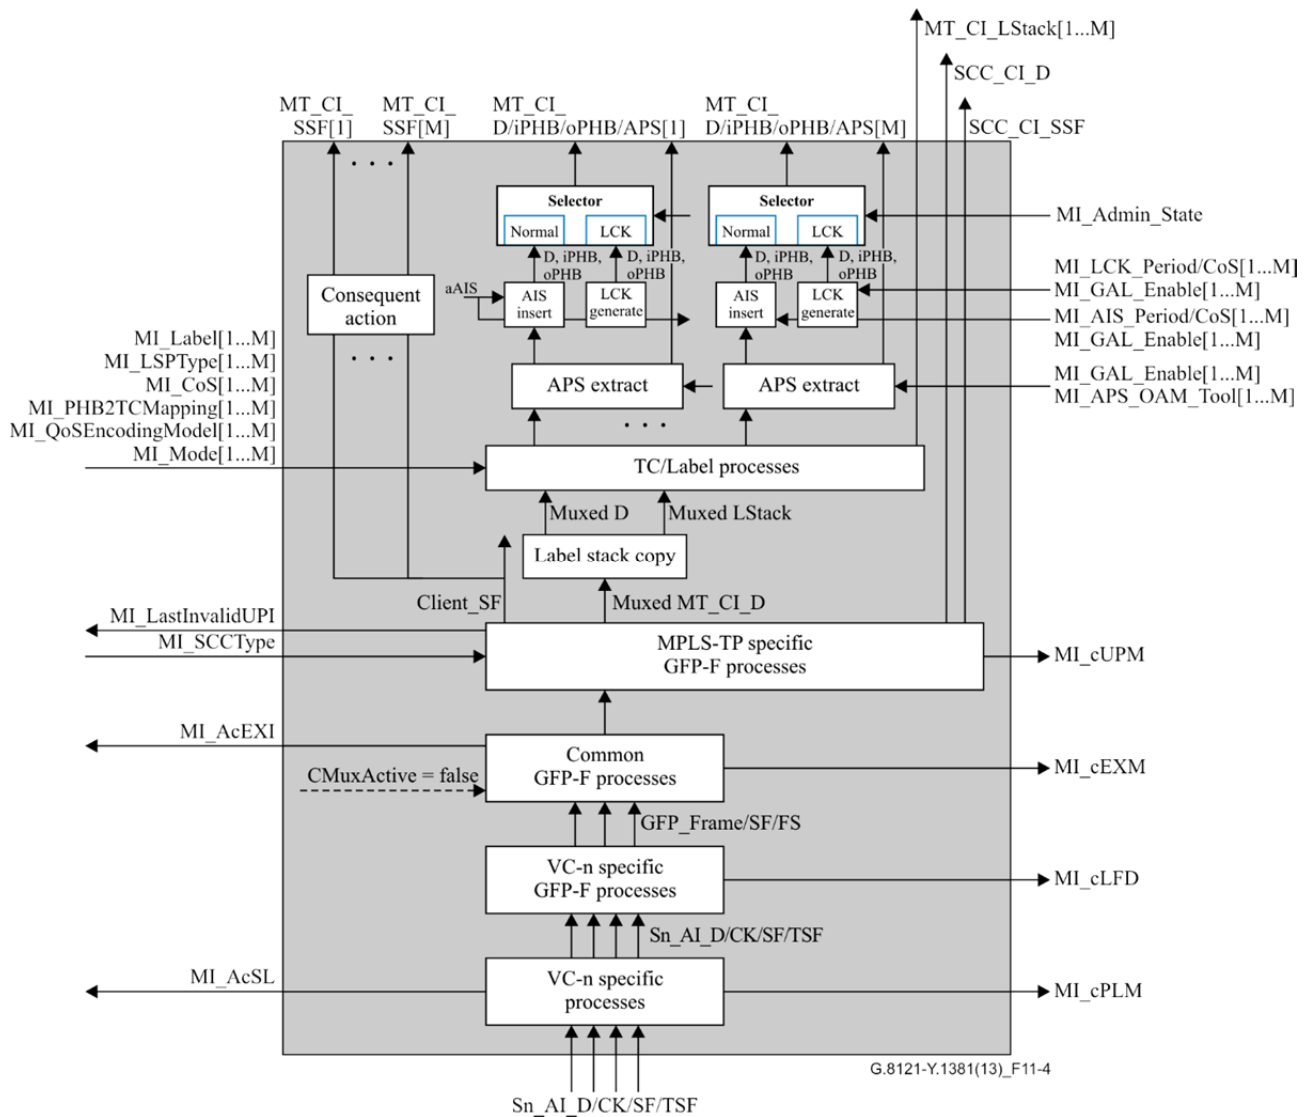 MT_CI_LStack[1...M]
SCC_CI_D
MT_CI_
SSF[1]
MT_CI_
SSF[M]
MT_CI_
D/iPHB/oPHB/APS[1]
MT_CI_
D/iPHB/oPHB/APS[M]
SCC_CI_SSF
. . .
Selector
Normal
LCK
Selector
Normal
LCK
MI_Admin_State
D, iPHB,
oPHB
D, iPHB,
oPHB
D, iPHB,
oPHB
D, iPHB,
oPHB
Consequent
action
aAIS
AIS
insert
LCK
generate
AIS
insert
LCK
generate
MI_LCK_Period/CoS[1...M]
MI_GAL_Enable[1...M]
MI_AIS_Period/CoS[1...M]
MI_GAL_Enable[1...M]
. . .
MI_Label[1...M]
MI_LSPType[1...M]
MI_CoS[1...M]
MI_PHB2TCMapping[1...M]
MI_QoSEncodingModel[1...M]
MI_Mode[1...M]
APS extract
APS extract
MI_GAL_Enable[1...M]
MI_APS_OAM_Tool[1...M]
. . .
TC/Label processes
Muxed D
Muxed LStack
Label stack copy
Client_SF
Muxed MT_CI_D
MI_LastInvalidUPI
MI_SCCType
MPLS-TP specific
GFP-F processes
MI_cUPM
MI_AcEXI
Common
GFP-F processes
CMuxActive = false
MI_cEXM
GFP_Frame/SF/FS
VC-n specific
GFP-F processes
MI_cLFD
Sn_AI_D/CK/SF/TSF
MI_AcSL
VC-n specific
processes
MI_cPLM
G.8121-Y.1381(13)_F11-4
Sn_AI_D/CK/SF/TSF